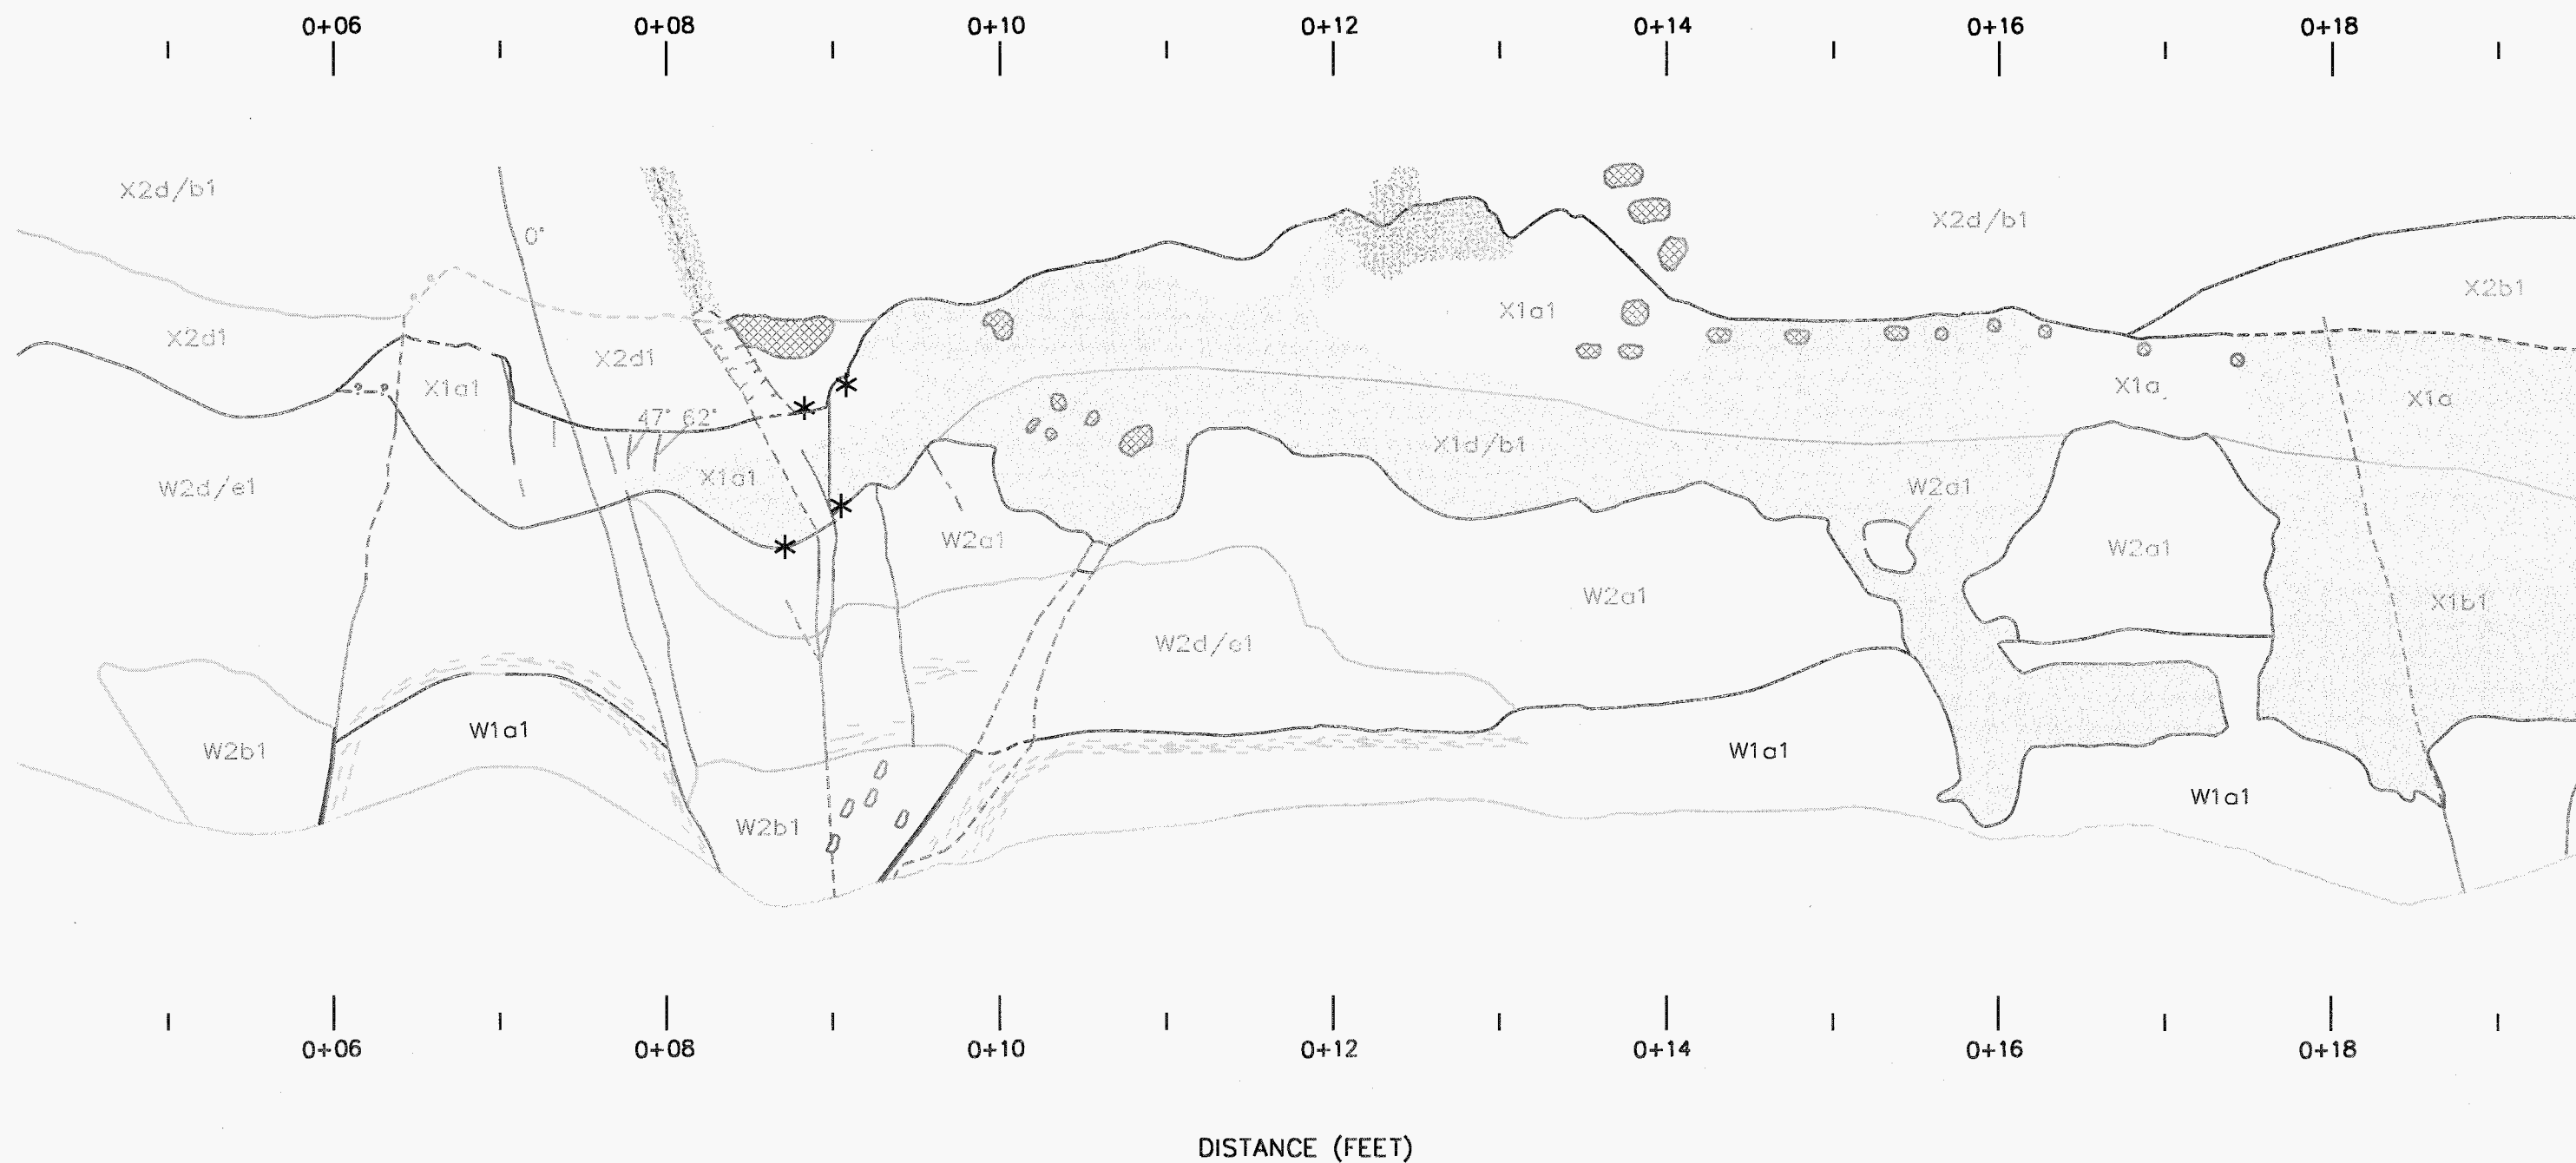 0+06 0+08 0+10 0+12 0+14 0+16 0+18
X2d/b1
X2d/b1
0°
X2b1
X1a1
X2d1
X2d1
X1a1
X1a
X1a
47° 62°
? ?
X1d/b1
X1a1
W2d/e1
W2a1
W2a1
W2a1
W2a1
X1b1
W2d/e1
W1a1
W2b1
W1a1
W1a1
W2b1
0+06 0+08 0+10 0+12 0+14 0+16 0+18
DISTANCE (FEET)